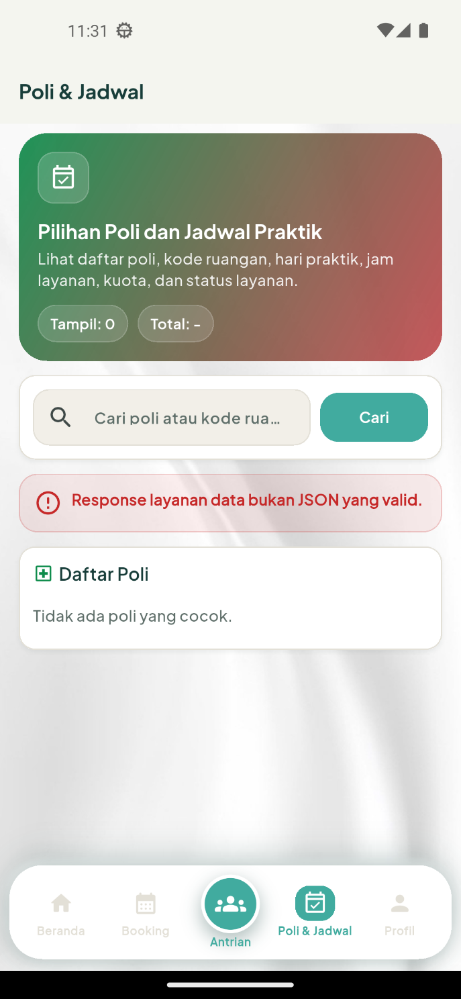 11:31
Poli & Jadwal
Pilihan Poli dan Jadwal Praktik
Lihat daftar poli, kode ruangan, hari praktik, jam
layanan, kuota, dan status layanan.
Tampil: 0
Total: -
Cari poli atau kode rua...
Cari
Response layanan data bukan JSON yang valid.
Daftar Poli
Tidak ada poli yang cocok.
Beranda
Booking
Antrian
Poli & Jadwal
Profil